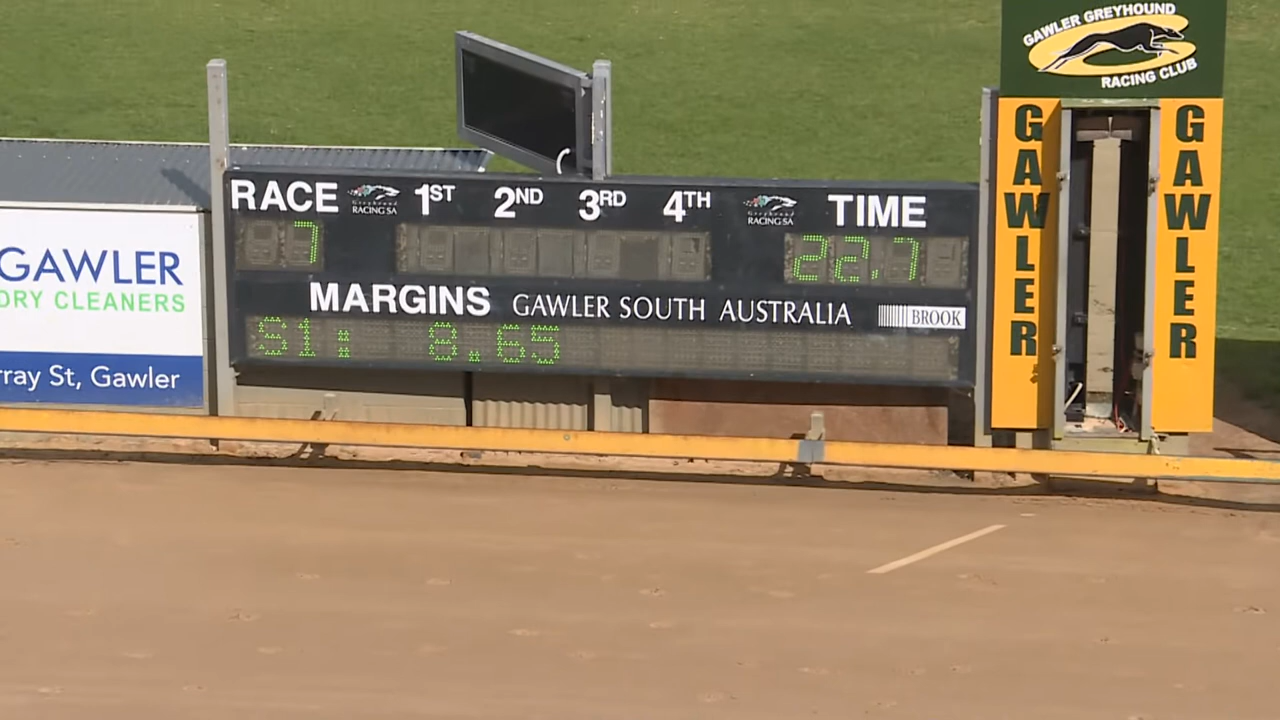 GAWLER GREYHOUND
RACING CLUB
GAWLER
GAWLER
RACE
Greyhound
RACING SA
1ST 2ND 3RD 4TH
Greyhound
RACING SA
TIME
7
22.7
MARGINS
GAWLER SOUTH AUSTRALIA
BROOK
S1: 8.65
GAWLER
DRY CLEANERS
rray St, Gawler